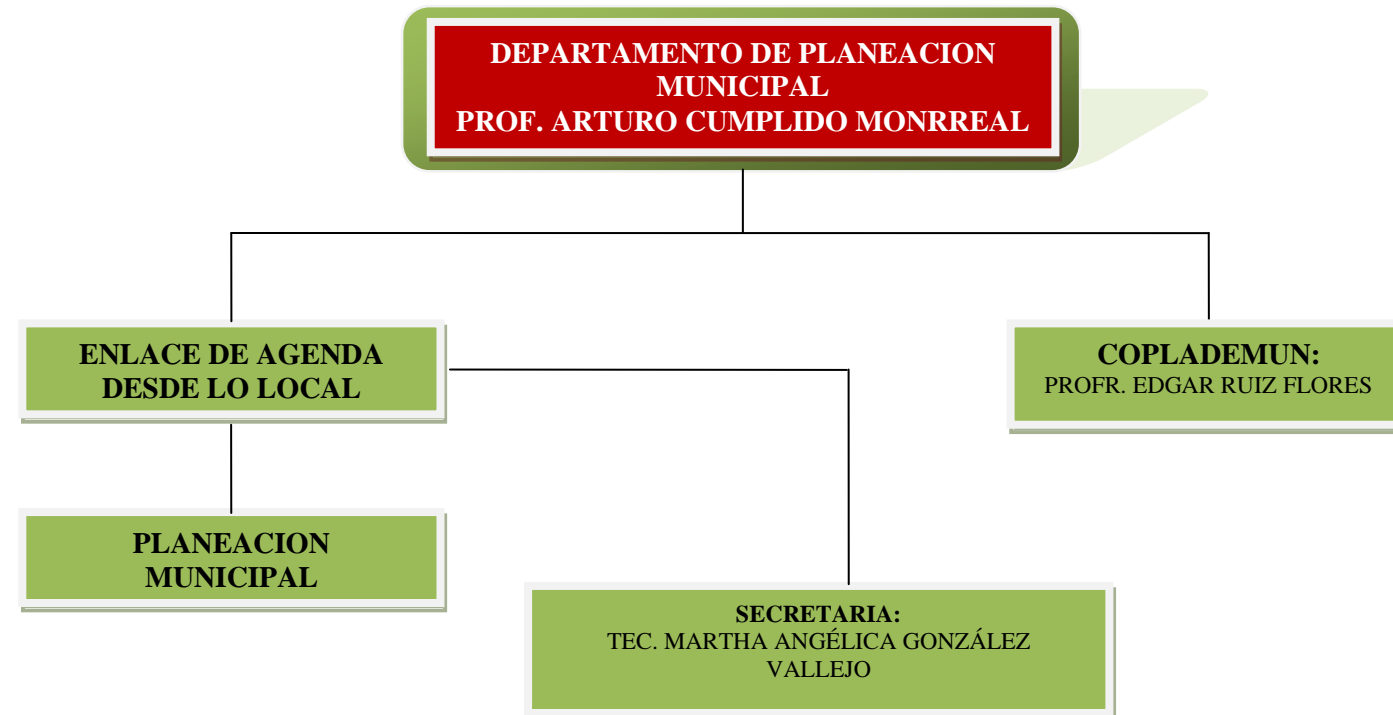 DEPARTAMENTO DE PLANEACION
MUNICIPAL
PROF. ARTURO CUMPLIDO MONRREAL
ENLACE DE AGENDA
DESDE LO LOCAL
COPLADEMUN:
PROFR. EDGAR RUIZ FLORES
PLANEACION
MUNICIPAL
SECRETARIA:
TEC. MARTHA ANGÉLICA GONZÁLEZ
VALLEJO